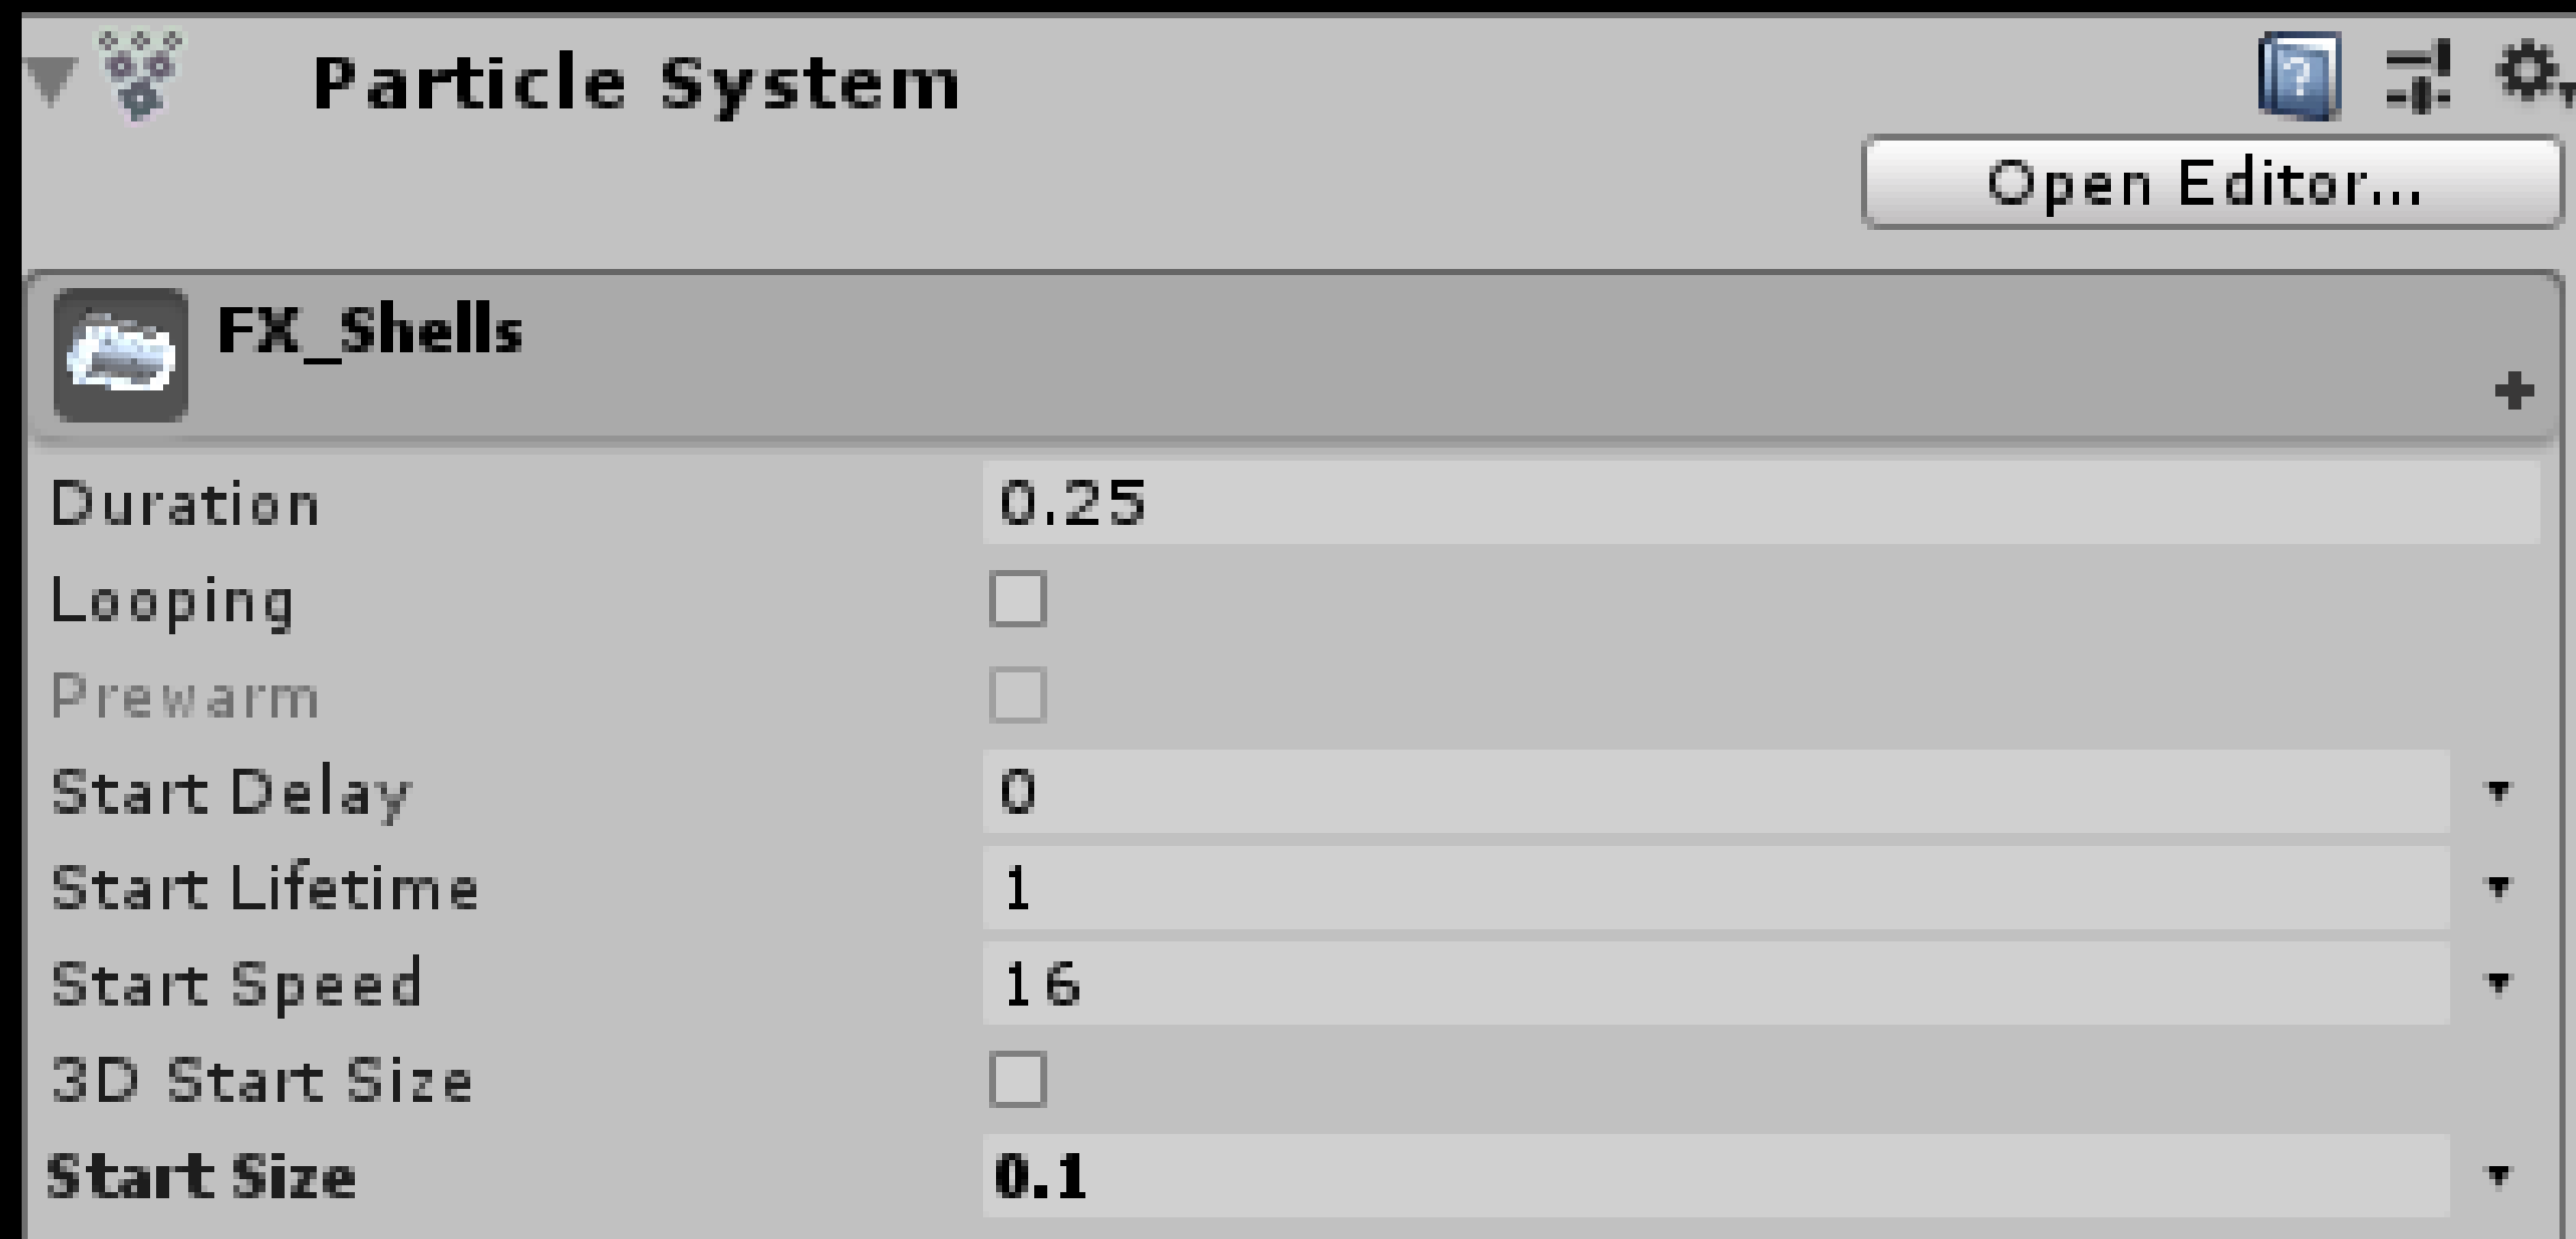 Particle System
Open Editor...
FX_Shells
Duration 0.25
Looping
Prewarm
Start Delay 0
Start Lifetime 1
Start Speed 16
3D Start Size
Start Size 0.1